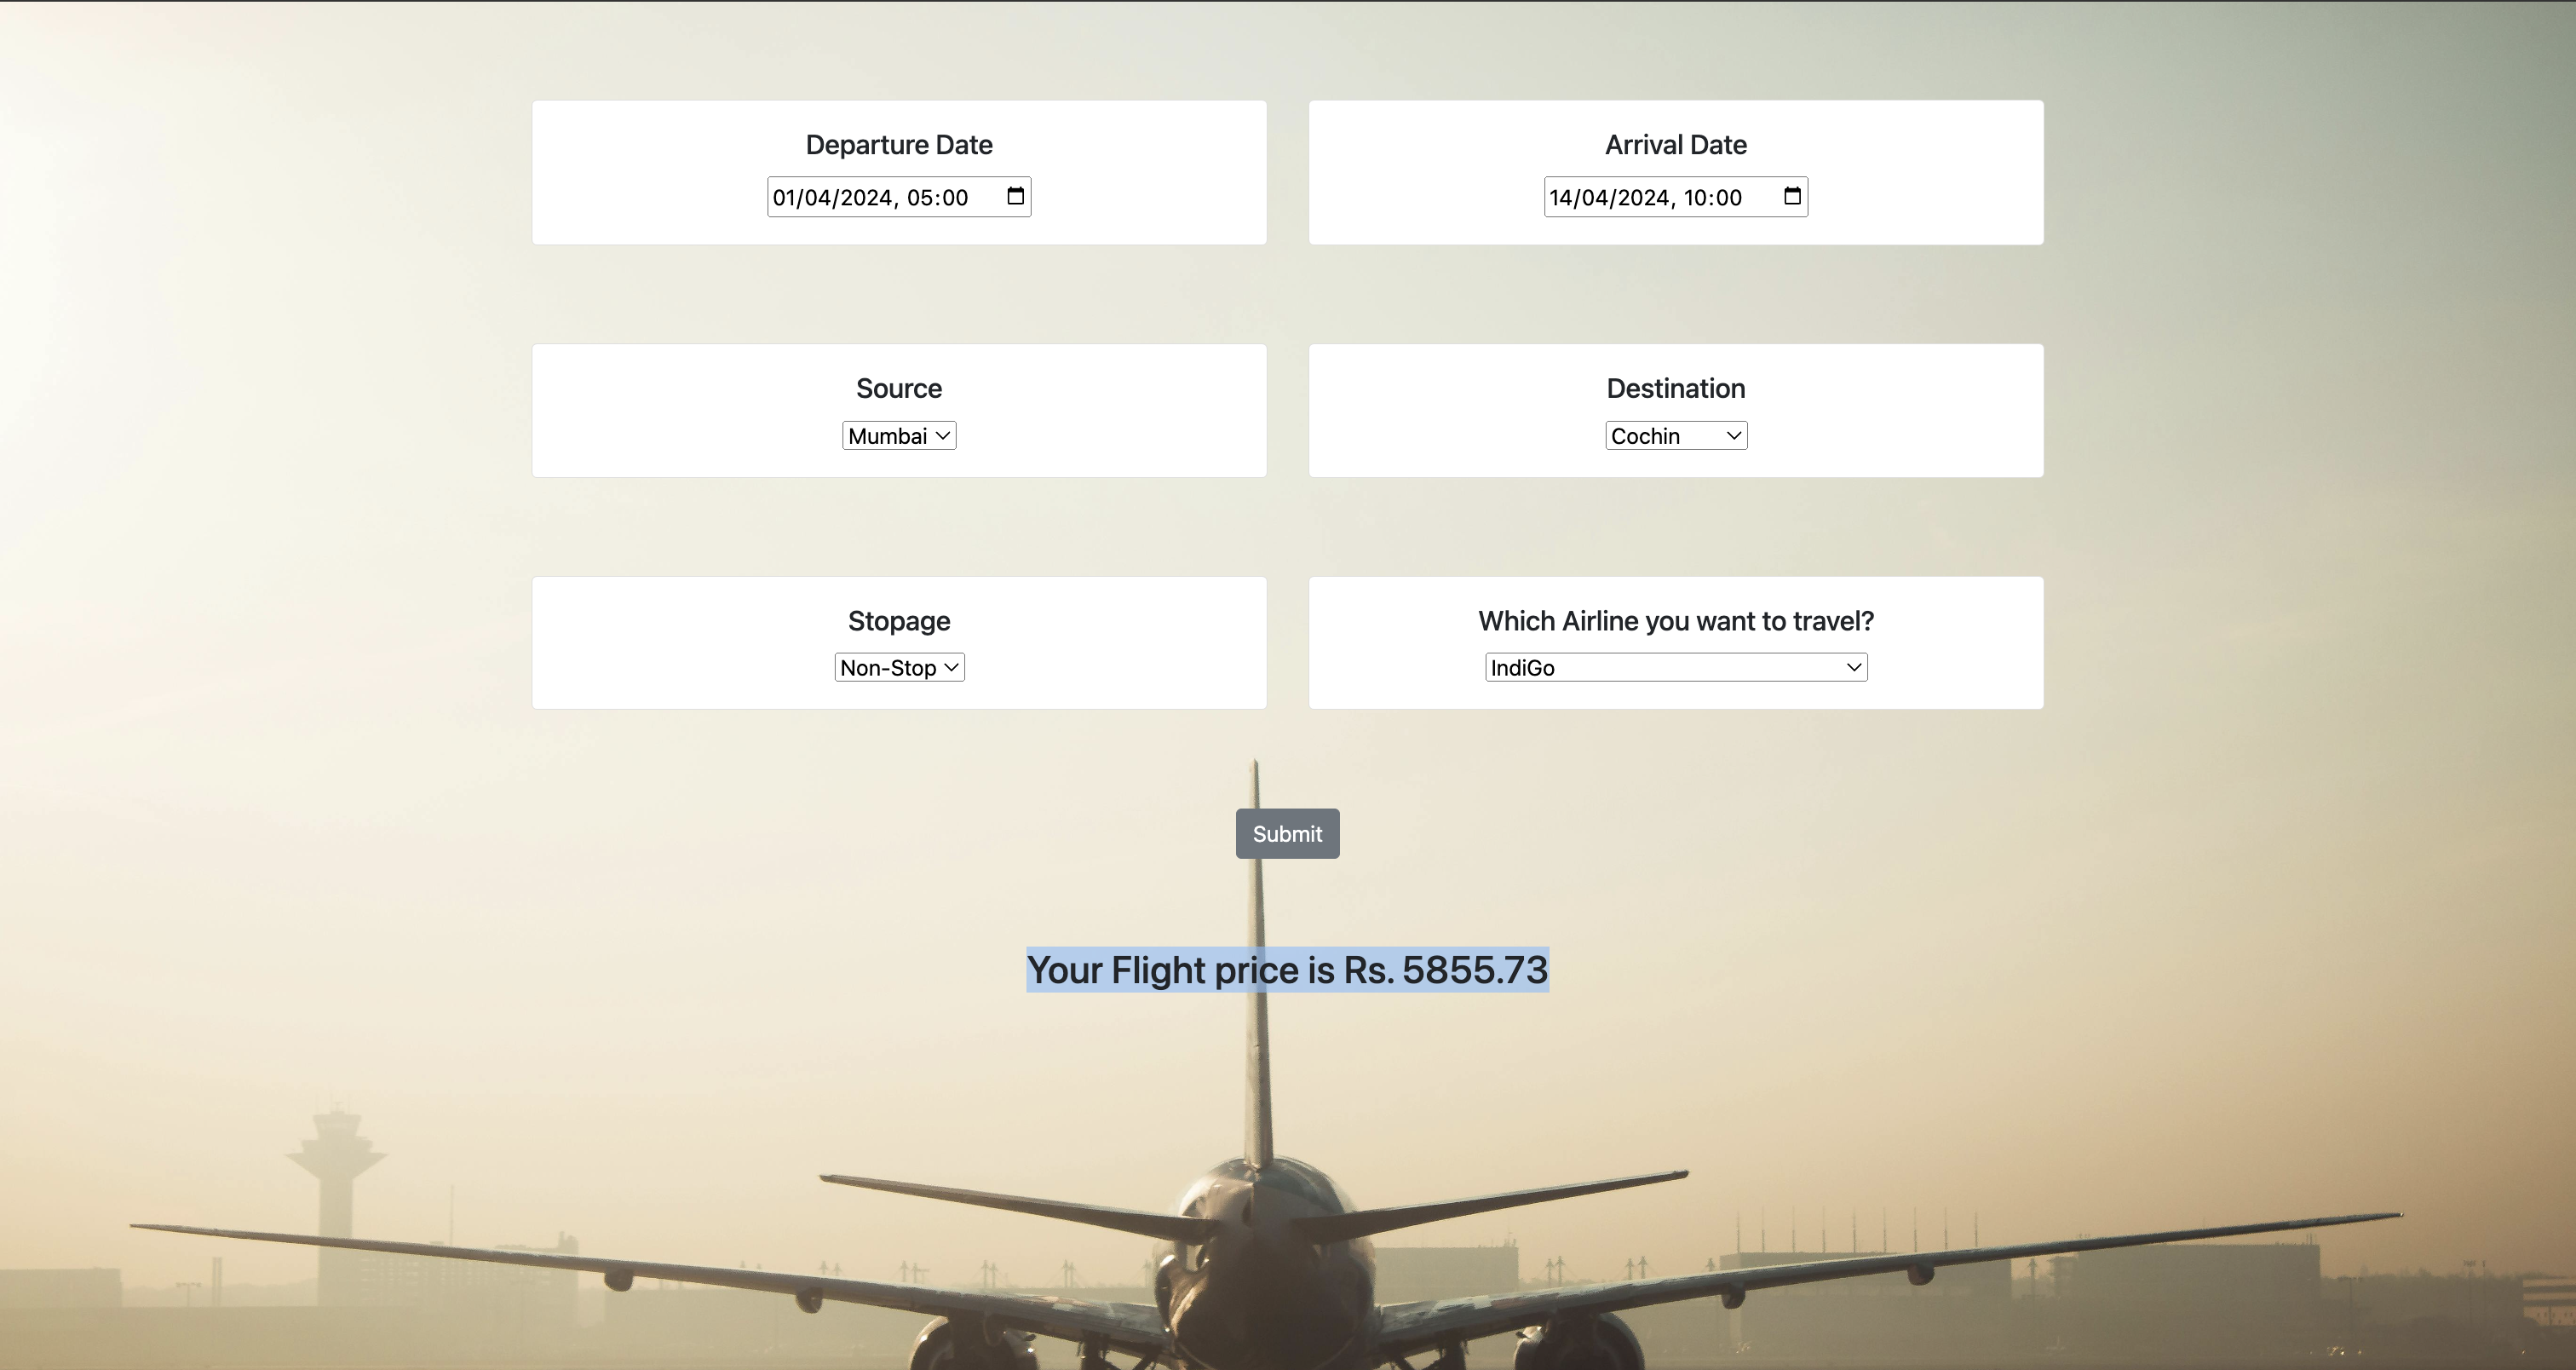 Departure Date
01/04/2024, 05:00
Arrival Date
14/04/2024, 10:00
Source
Mumbai
Destination
Cochin
Stopage
Non-Stop
Which Airline you want to travel?
IndiGo
Submit
Your Flight price is Rs. 5855.73